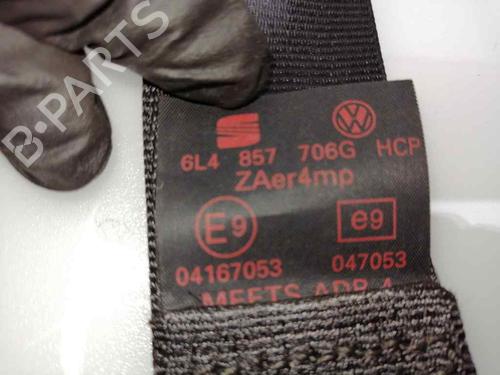 B-PARTS
6L4 857 706G HCP
ZAer4mp
E9 e9
04167053 047053
MEETS ADR 4